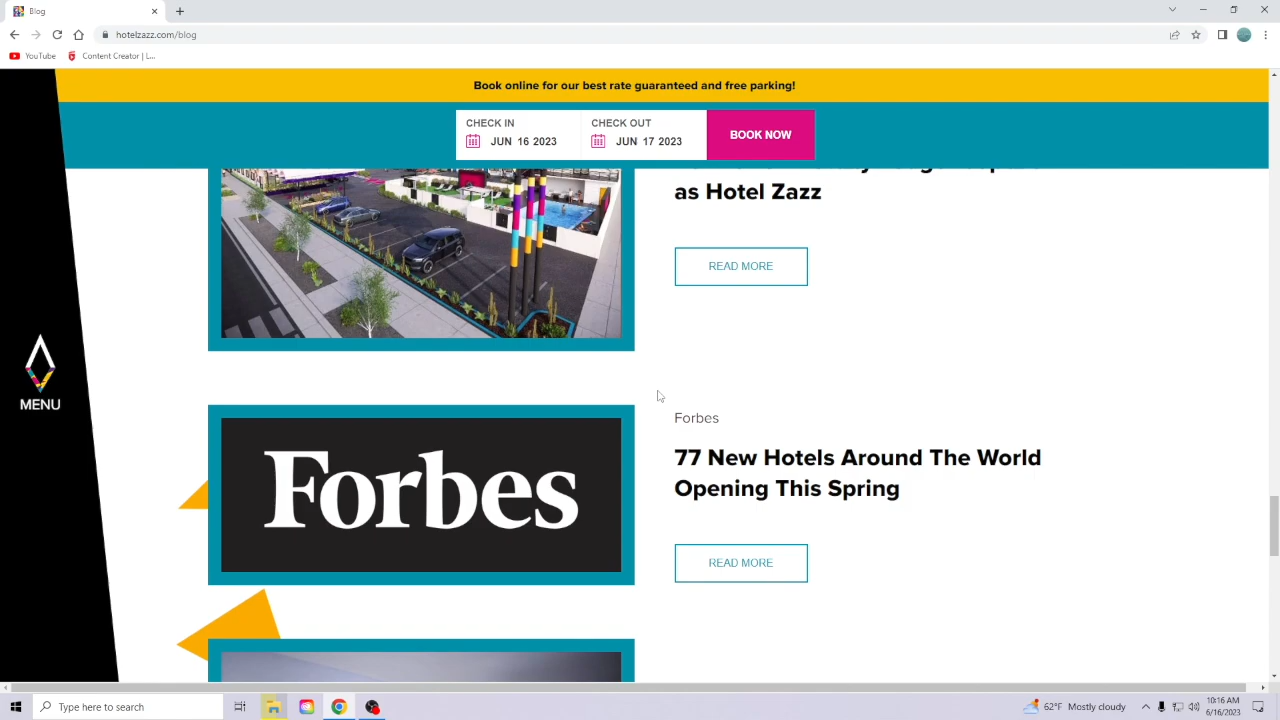 Blog
hotelzazz.com/blog
YouTube
Content Creator | L...
Book online for our best rate guaranteed and free parking!
CHECK IN
JUN 16 2023
CHECK OUT
JUN 17 2023
BOOK NOW
as Hotel Zazz
READ MORE
MENU
Forbes
Forbes
77 New Hotels Around The World
Opening This Spring
READ MORE
Type here to search
62°F Mostly cloudy
10:16 AM
6/16/2023